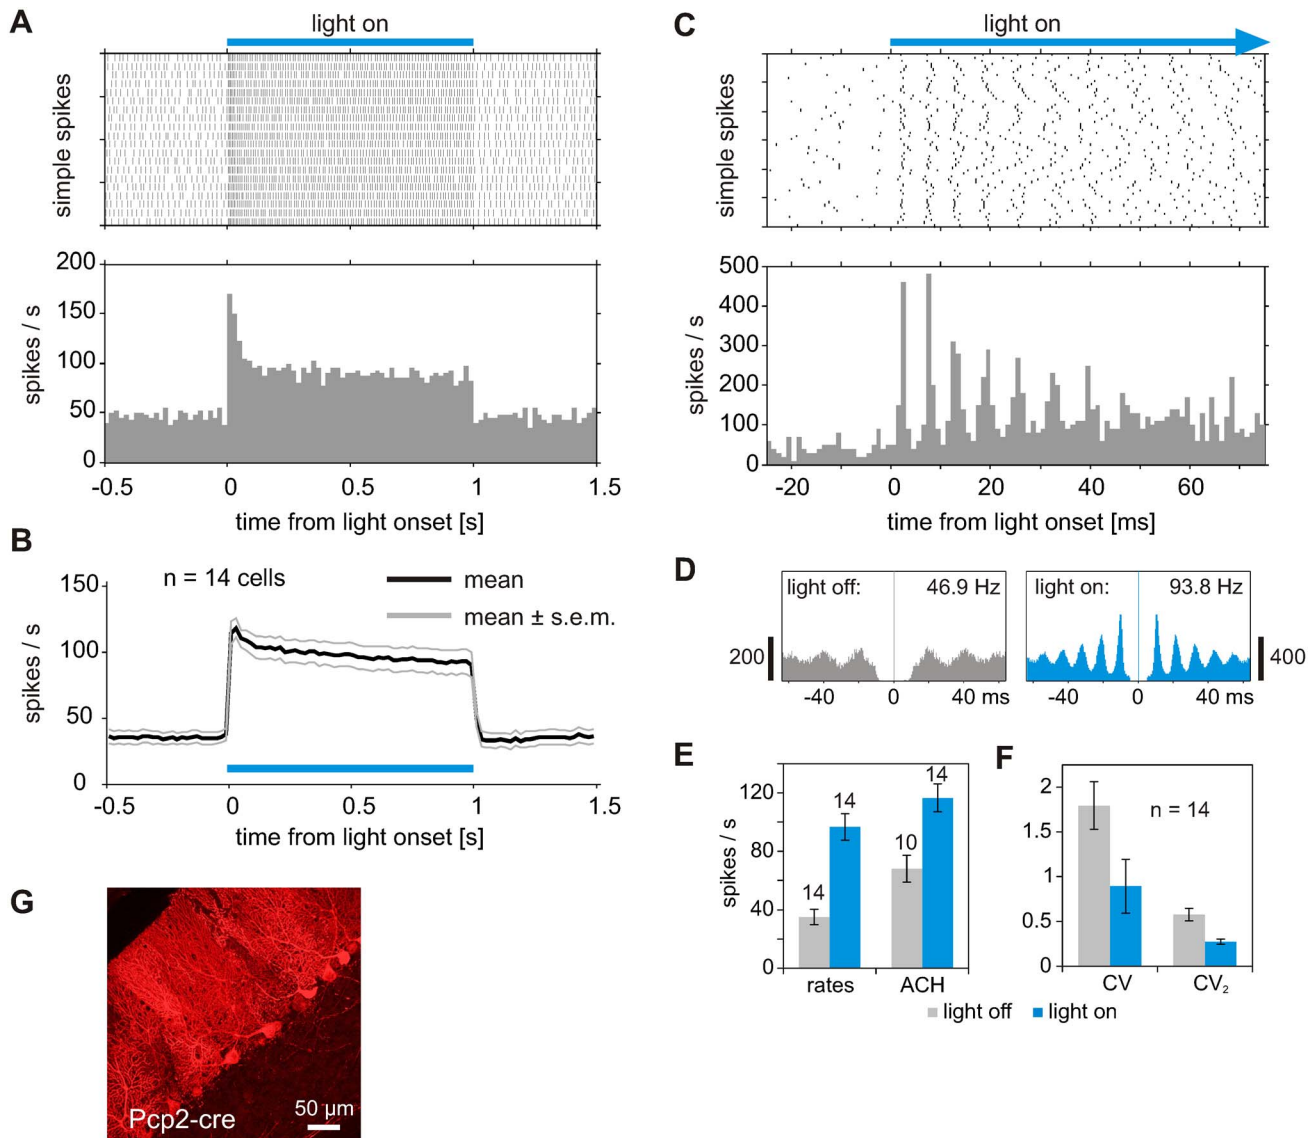 A
light on
simple spikes
200
150
100
50
0
spikes / s
-0.5 0 0.5 1 1.5
time from light onset [s]
B
n = 14 cells
mean
mean ± s.e.m.
150
100
50
0
spikes / s
-0.5 0 0.5 1 1.5
time from light onset [s]
G
Pcp2-cre
50 µm
C
light on
simple spikes
500
400
300
200
100
0
spikes / s
-20 0 20 40 60
time from light onset [ms]
D
light off: 46.9 Hz
200
-40 0 40 ms
light on: 93.8 Hz
400
-40 0 40 ms
E
120
80
40
0
spikes / s
14 14 10 14
rates ACH
F
2
1.5
1
0.5
0
n = 14
CV CV₂
light off light on